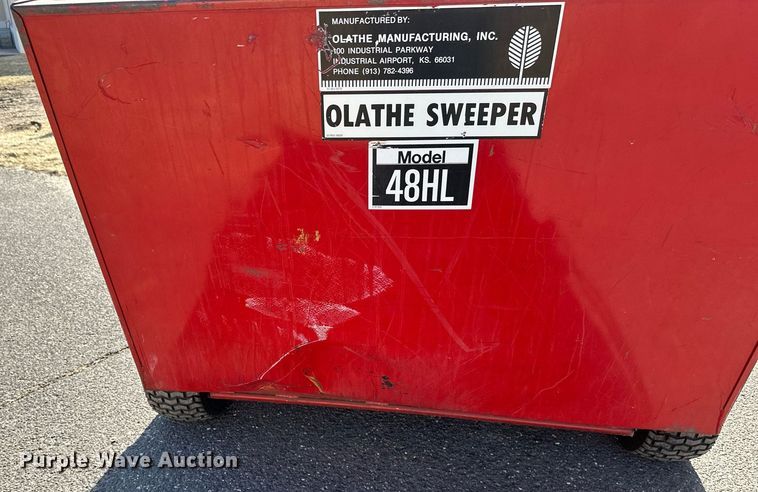 MANUFACTURED BY:
OLATHE MANUFACTURING, INC.
100 INDUSTRIAL PARKWAY
INDUSTRIAL AIRPORT, KS. 66031
PHONE (913) 782-4396
OLATHE SWEEPER
Model
48HL
Purple Wave Auction